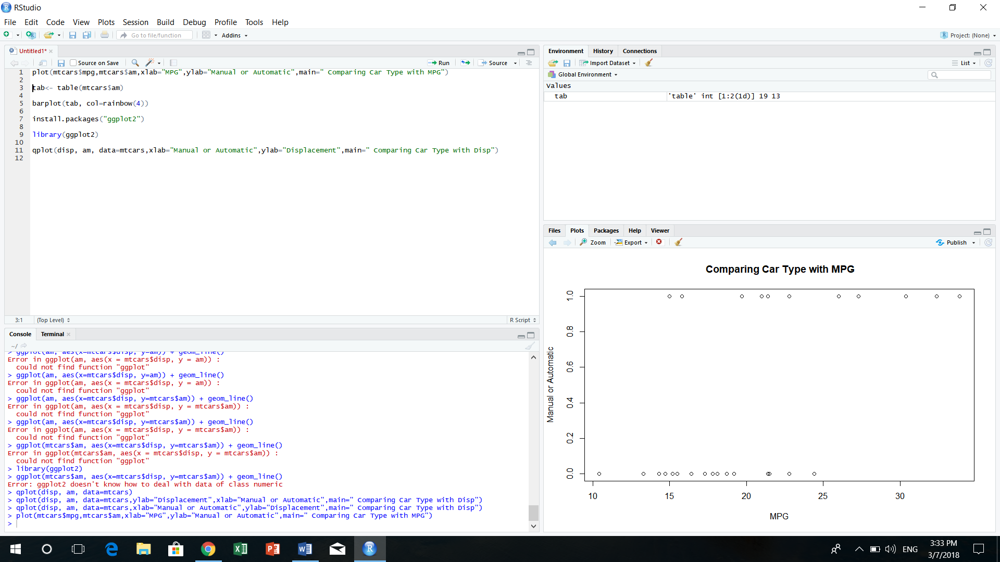 RStudio
File Edit Code View Plots Session Build Debug Profile Tools Help
Go to file/function Addins Project: (None)
Untitled1*
Source on Save Run Source
1 plot(mtcars$mpg,mtcars$am,xlab="MPG",ylab="Manual or Automatic",main=" Comparing Car Type with MPG")
2
3 tab<- table(mtcars$am)
4
5 barplot(tab, col=rainbow(4))
6
7 install.packages("ggplot2")
8
9 library(ggplot2)
10
11 qplot(disp, am, data=mtcars,xlab="Manual or Automatic",ylab="Displacement",main=" Comparing Car Type with Disp")
12
3:1 (Top Level) R Script
Console Terminal
~/
> ggplot(am, aes(x=mtcars$disp, y=am)) + geom_line()
Error in ggplot(am, aes(x = mtcars$disp, y = am)) :
could not find function "ggplot"
> ggplot(am, aes(x=mtcars$disp, y=am)) + geom_line()
Error in ggplot(am, aes(x = mtcars$disp, y = am)) :
could not find function "ggplot"
> ggplot(am, aes(x=mtcars$disp, y=mtcars$am)) + geom_line()
Error in ggplot(am, aes(x = mtcars$disp, y = mtcars$am)) :
could not find function "ggplot"
> ggplot(am, aes(x=mtcars$disp, y=mtcars$am)) + geom_line()
Error in ggplot(am, aes(x = mtcars$disp, y = mtcars$am)) :
could not find function "ggplot"
> ggplot(mtcars$am, aes(x=mtcars$disp, y=mtcars$am)) + geom_line()
Error in ggplot(mtcars$am, aes(x = mtcars$disp, y = mtcars$am)) :
could not find function "ggplot"
> library(ggplot2)
> ggplot(mtcars$am, aes(x=mtcars$disp, y=mtcars$am)) + geom_line()
Error: ggplot2 doesn't know how to deal with data of class numeric
> qplot(disp, am, data=mtcars)
> qplot(disp, am, data=mtcars,ylab="Displacement",xlab="Manual or Automatic",main=" Comparing Car Type with Disp")
> qplot(disp, am, data=mtcars,xlab="Manual or Automatic",ylab="Displacement",main=" Comparing Car Type with Disp")
> plot(mtcars$mpg,mtcars$am,xlab="MPG",ylab="Manual or Automatic",main=" Comparing Car Type with MPG")
>
Environment History Connections
Import Dataset List
Global Environment
Values
tab 'table' int [1:2(1d)] 19 13
Files Plots Packages Help Viewer
Zoom Export Publish
Comparing Car Type with MPG
Manual or Automatic
1.0
0.8
0.6
0.4
0.2
0.0
10 15 20 25 30
MPG
ENG
3:33 PM
3/7/2018